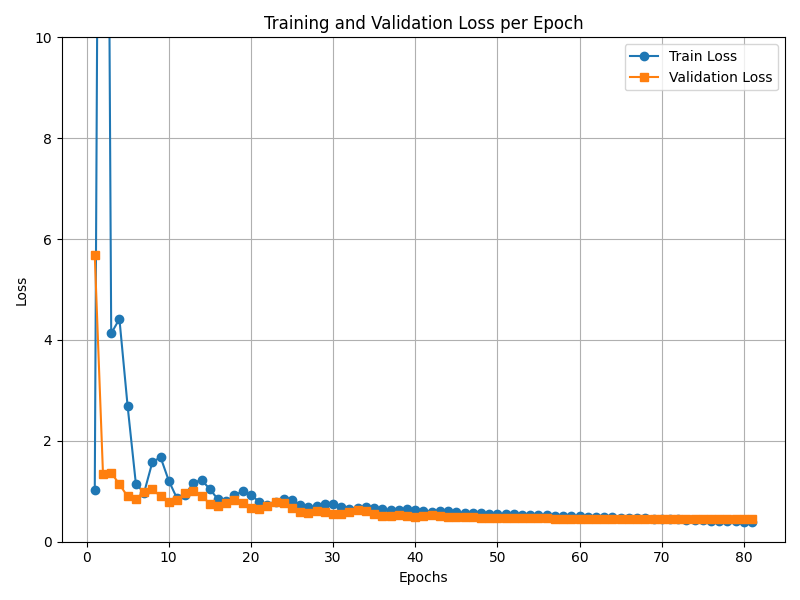 Training and Validation Loss per Epoch
Train Loss
Validation Loss
10
8
6
4
2
0
Loss
0 10 20 30 40 50 60 70 80
Epochs